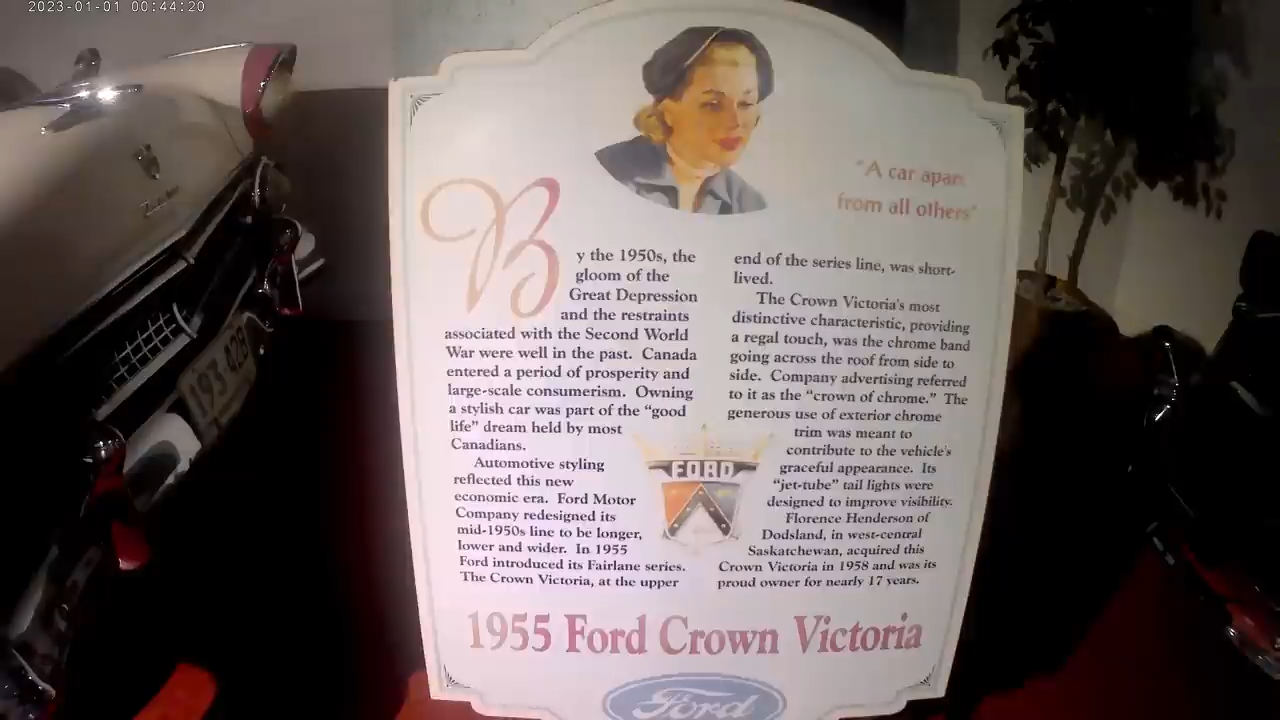 2023-01-01 00:44:20
"A car apart
from all others"
By the 1950s, the
gloom of the
Great Depression
and the restraints
associated with the Second World
War were well in the past. Canada
entered a period of prosperity and
large-scale consumerism. Owning
a stylish car was part of the "good
life" dream held by most
Canadians.
Automotive styling
reflected this new
economic era. Ford Motor
Company redesigned its
mid-1950s line to be longer,
lower and wider. In 1955
Ford introduced its Fairlane series.
The Crown Victoria, at the upper
end of the series line, was short-
lived.
The Crown Victoria's most
distinctive characteristic, providing
a regal touch, was the chrome band
going across the roof from side to
side. Company advertising referred
to it as the "crown of chrome." The
generous use of exterior chrome
trim was meant to
contribute to the vehicle's
graceful appearance. Its
"jet-tube" tail lights were
designed to improve visibility.
Florence Henderson of
Dodsland, in west-central
Saskatchewan, acquired this
Crown Victoria in 1958 and was its
proud owner for nearly 17 years.
FORD
1955 Ford Crown Victoria
Ford